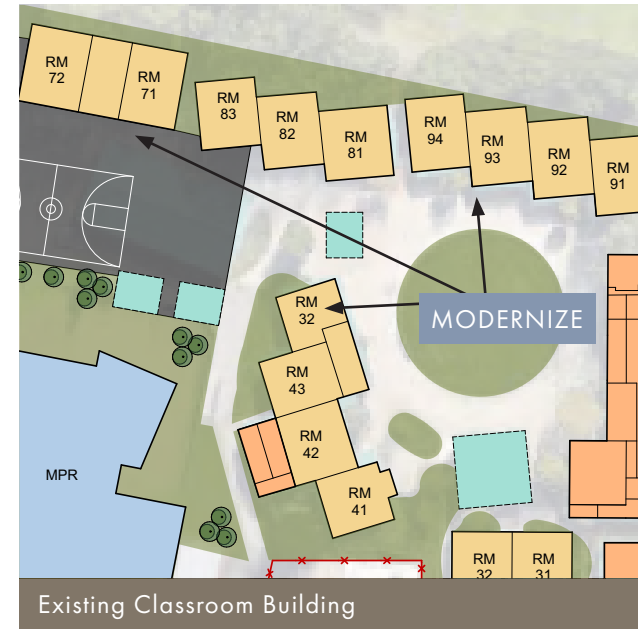 RM
72
RM
71
RM
83
RM
82
RM
81
RM
94
RM
93
RM
92
RM
91
RM
32
MODERNIZE
RM
43
RM
42
MPR
RM
41
RM
32
RM
31
Existing Classroom Building